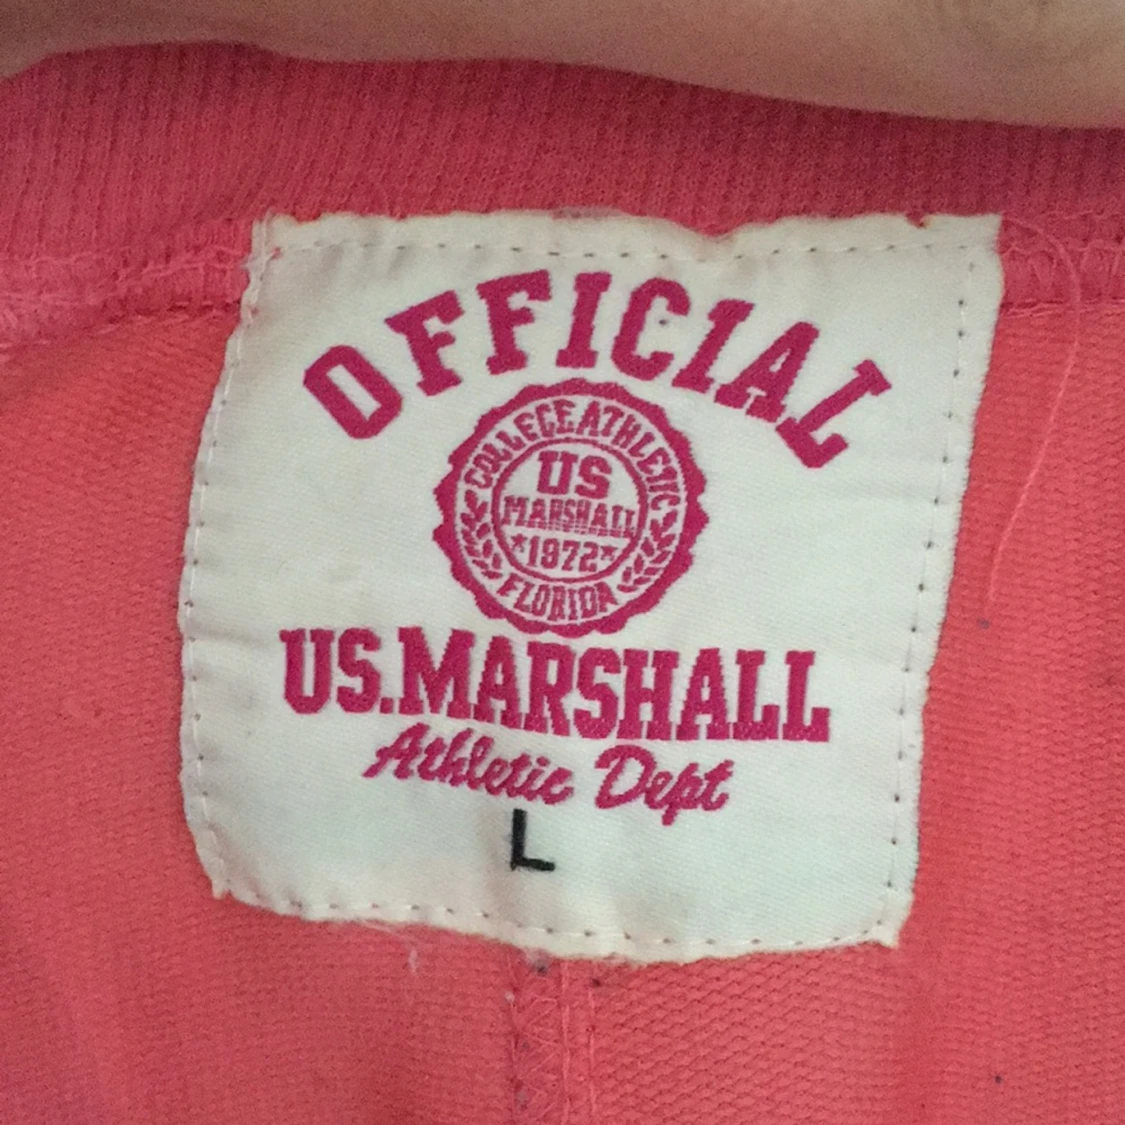 OFFICIAL
COLLEGE ATHLETIC
US
MARSHALL
*1972*
FLORIDA
US.MARSHALL
Athletic Dept
L